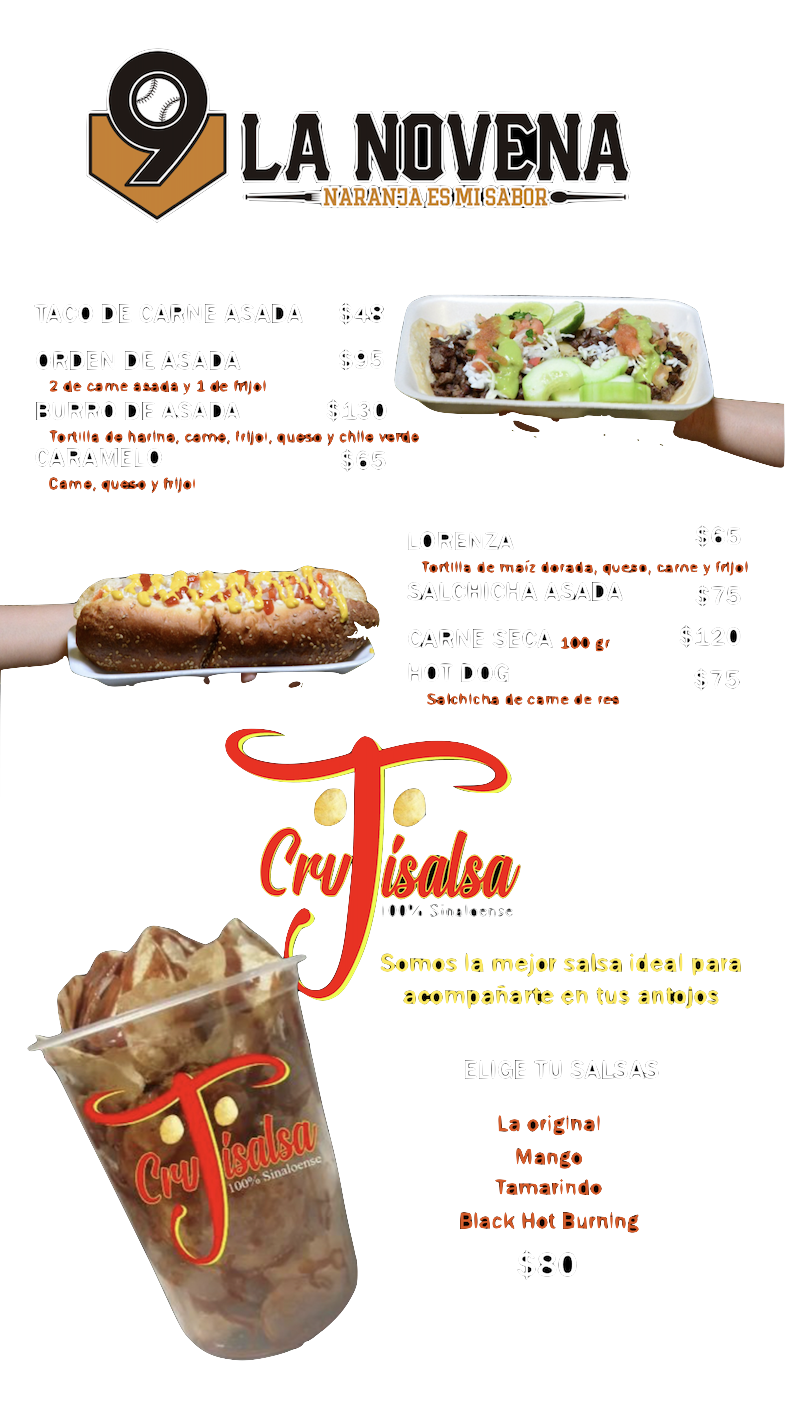 9 LA NOVENA
NARANJA ES MI SABOR
TACO DE CARNE ASADA $48
ORDEN DE ASADA $95
2 de carne asada y 1 de frijol
BURRO DE ASADA $130
Tortilla de harina, carne, frijol, queso y chile verde
CARAMELO $65
Carne, queso y frijol
LORENZA $65
Tortilla de maíz dorada, queso, carne y frijol
SALCHICHA ASADA $75
CARNE SECA 100 gr $120
HOT DOG $75
Salchicha de carne de res
CruTisalsa
100% Sinaloense
Somos la mejor salsa ideal para
acompañarte en tus antojos
CruTisalsa
100% Sinaloense
ELIGE TU SALSAS
La original
Mango
Tamarindo
Black Hot Burning
$80